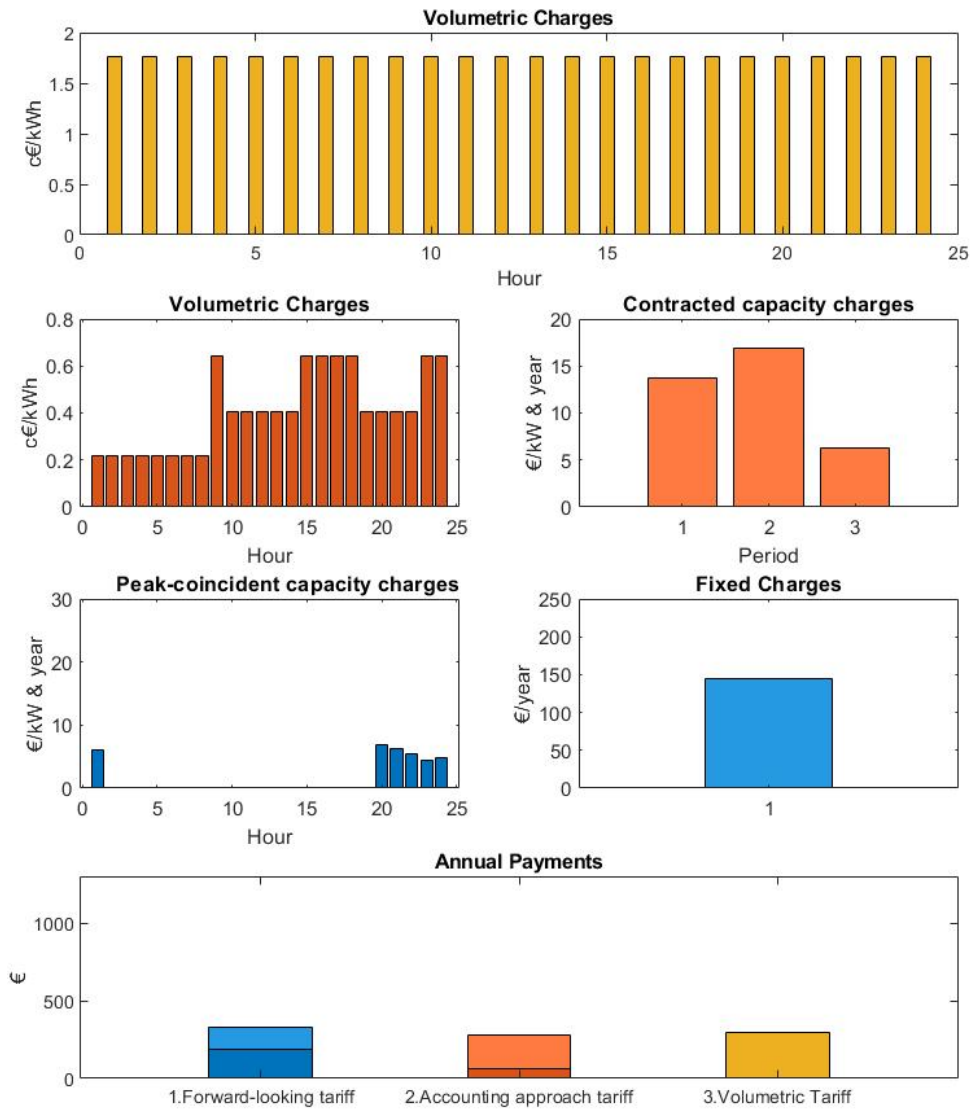 Volumetric Charges
2
1.5
1
0.5
0
c€/kWh
0 5 10 15 20 25
Hour
Volumetric Charges
0.8
0.6
0.4
0.2
0
c€/kWh
0 5 10 15 20 25
Hour
Contracted capacity charges
20
15
10
5
0
€/kW & year
1 2 3
Period
Peak-coincident capacity charges
30
20
10
0
€/kW & year
0 5 10 15 20 25
Hour
Fixed Charges
250
200
150
100
50
0
€/year
1
Annual Payments
1000
500
0
€
1.Forward-looking tariff 2.Accounting approach tariff 3.Volumetric Tariff